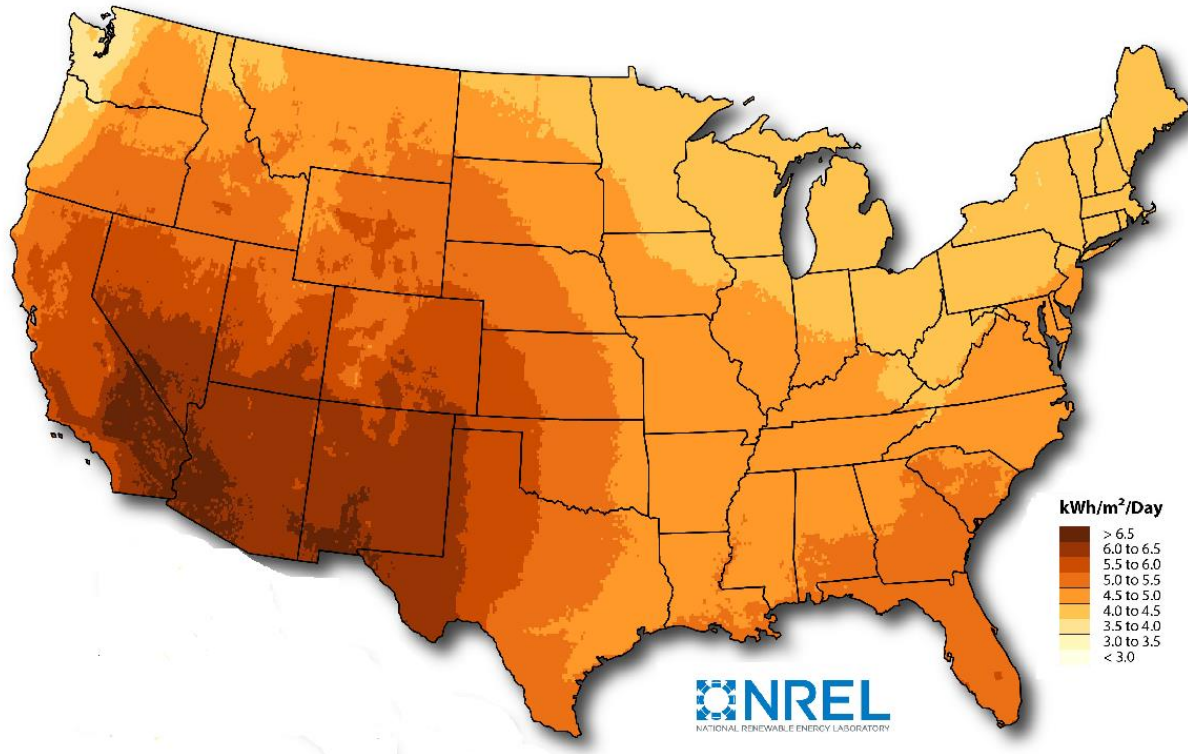 kWh/m²/Day
> 6.5
6.0 to 6.5
5.5 to 6.0
5.0 to 5.5
4.5 to 5.0
4.0 to 4.5
3.5 to 4.0
3.0 to 3.5
< 3.0
NREL
NATIONAL RENEWABLE ENERGY LABORATORY